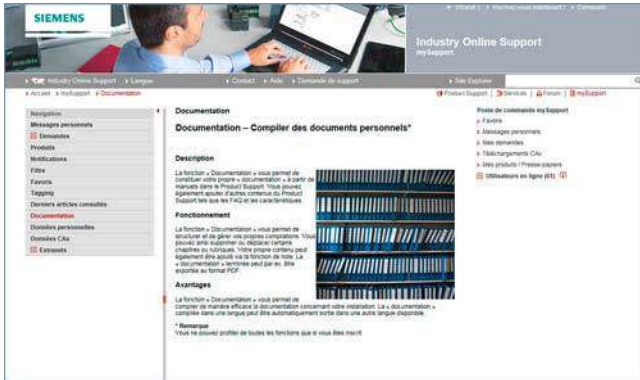 SIEMENS
Intranet | Inscrivez-vous maintenant ! Connexion
Industry Online Support
mySupport
Industry Online Support Langue Contact Aide Demande de support Site Explorer
Accueil mySupport Documentation
Product Support | Services | Forum | mySupport
Navigation
Messages personnels
Demandes
Produits
Notifications
Filtre
Favoris
Tagging
Derniers articles consultés
Documentation
Données personnelles
Données CAx
Extranets
Documentation
Documentation – Compiler des documents personnels*
Description
La fonction « Documentation » vous permet de
constituer votre propre « documentation » à partir de
manuels dans le Product Support. Vous pouvez
également ajouter d'autres contenus du Product
Support tels que les FAQ et les caractéristiques.
Fonctionnement
La fonction « Documentation » vous permet de
structurer et de gérer vos propres compilations. Vous
pouvez ainsi supprimer ou déplacer certains
chapitres ou rubriques. Votre propre contenu peut
également être ajouté via la fonction de note. La
« documentation » terminée peut par ex. être
exportée au format PDF.
Avantages
La fonction « Documentation » vous permet de
compiler de manière efficace la documentation concernant votre installation. La « documentation »
compilée dans une langue peut être automatiquement sortie dans une autre langue disponible.
* Remarque
Vous ne pouvez profiter de toutes les fonctions que si vous êtes inscrit.
Poste de commande mySupport
Favoris
Messages personnels
Mes demandes
Téléchargements CAx
Mes produits / Presse-papiers
Utilisateurs en ligne (61)